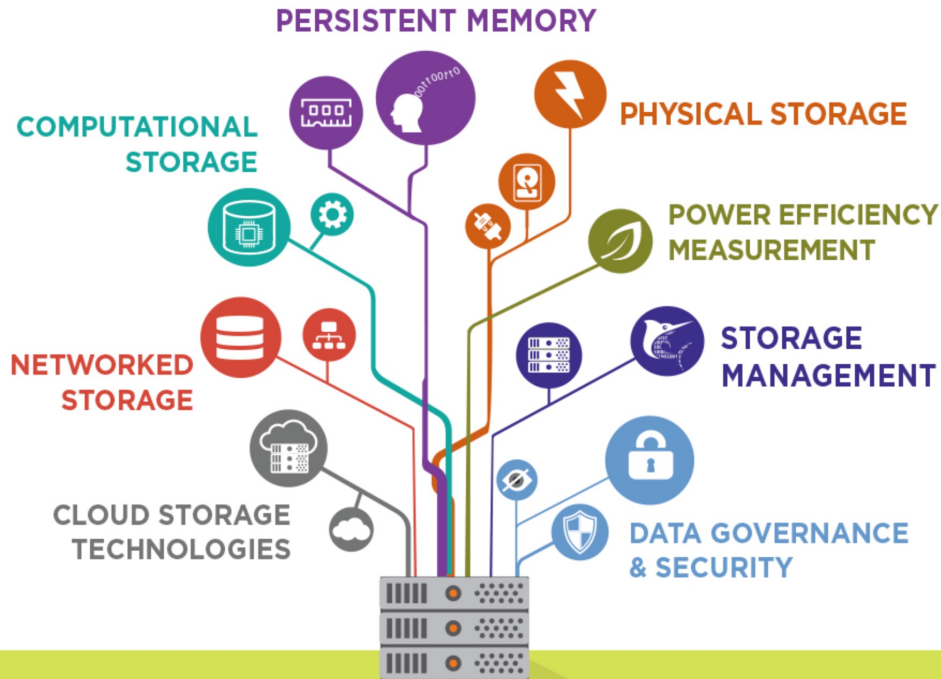 PERSISTENT MEMORY
COMPUTATIONAL
STORAGE
PHYSICAL STORAGE
POWER EFFICIENCY
MEASUREMENT
NETWORKED
STORAGE
STORAGE
MANAGEMENT
CLOUD STORAGE
TECHNOLOGIES
DATA GOVERNANCE
& SECURITY